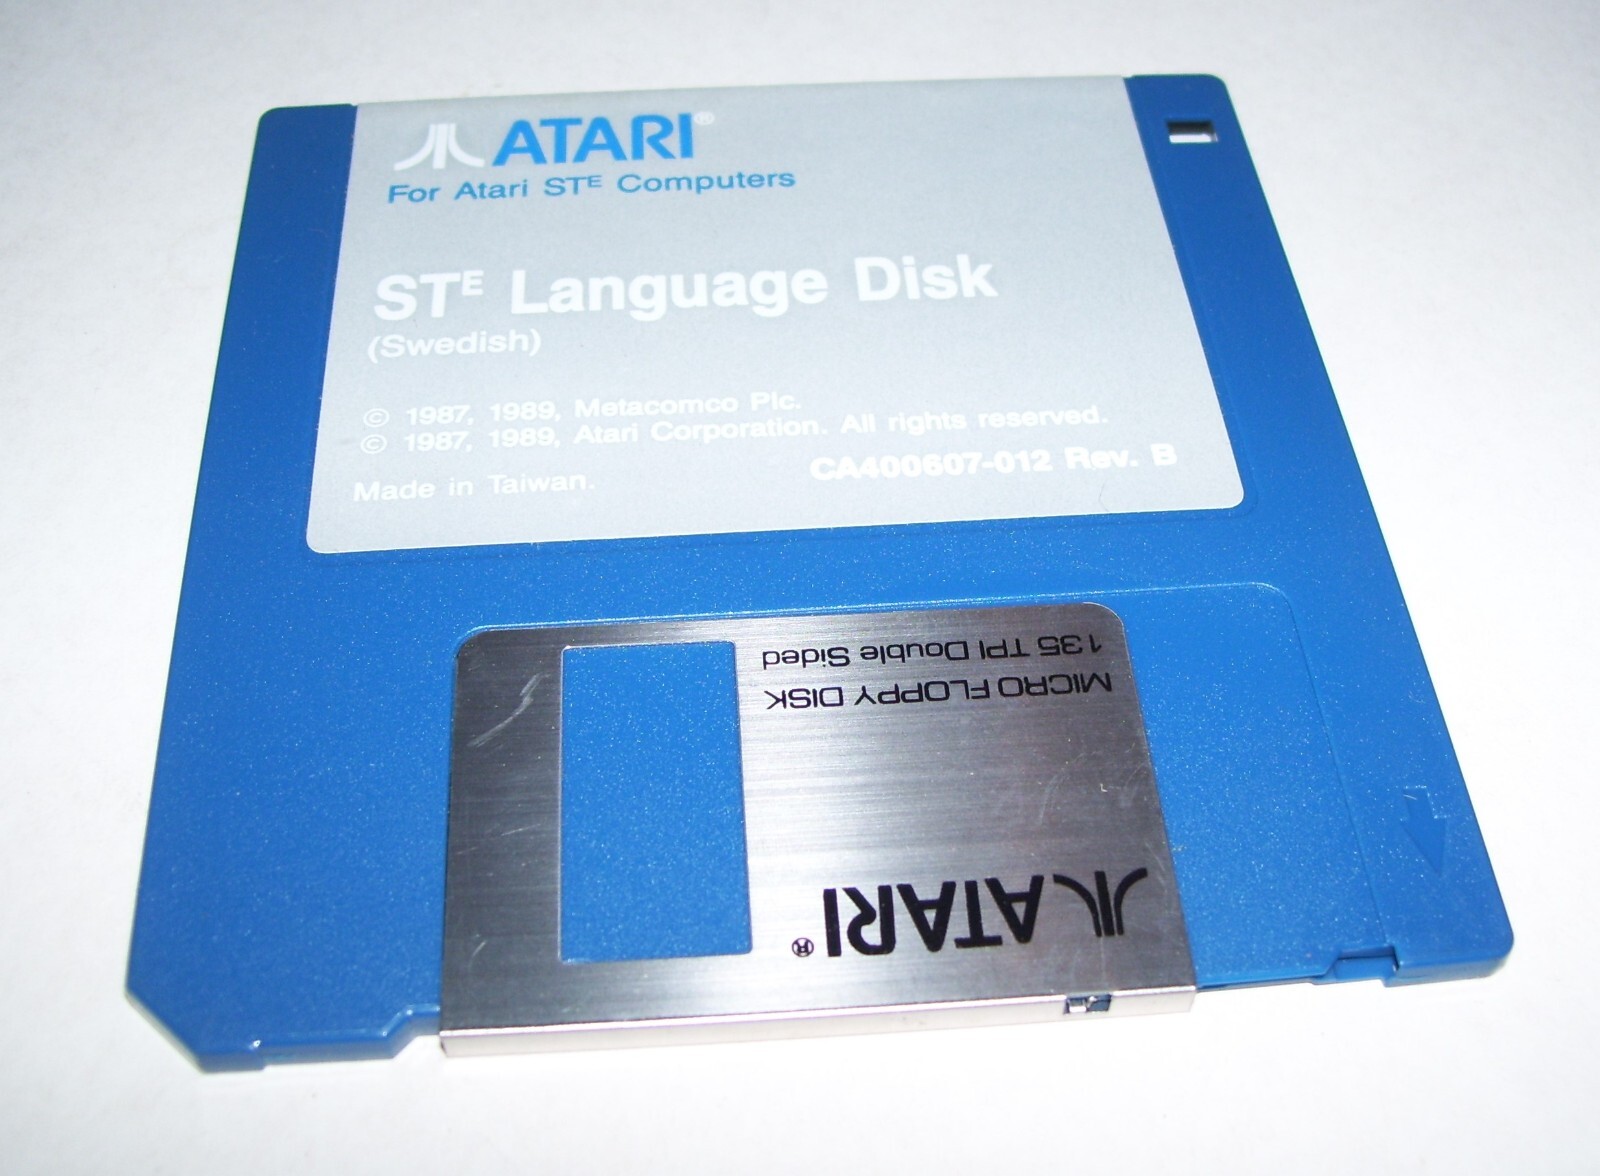 ATARI®
For Atari STE Computers
STE Language Disk
(Swedish)
© 1987, 1989, Metacomco Plc.
© 1987, 1989, Atari Corporation. All rights reserved.
CA400607-012 Rev. B
Made in Taiwan.
ATARI®
MICRO FLOPPY DISK
135 TPI Double Sided